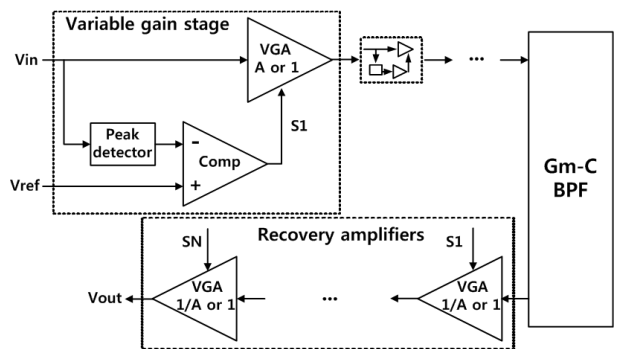 Variable gain stage
Vin
VGA
A or 1
...
S1
Peak
detector
-
Comp
+
Vref
Gm-C
BPF
SN
Recovery amplifiers
S1
Vout
VGA
1/A or 1
...
VGA
1/A or 1